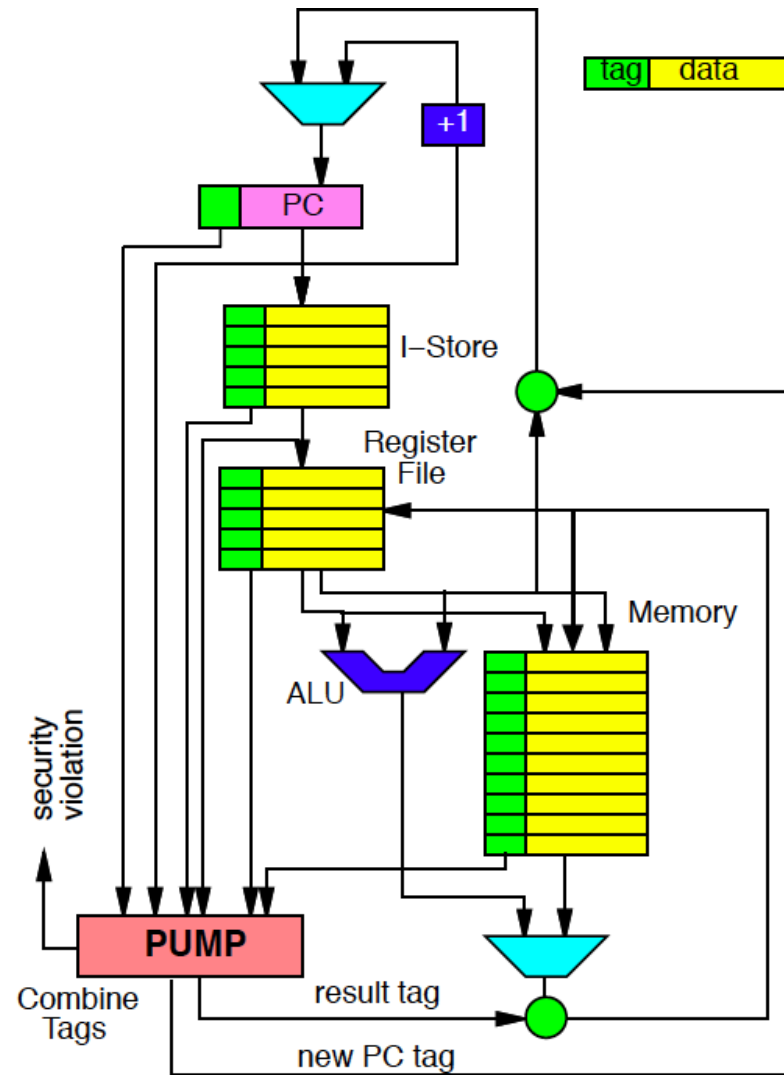 tag data
+1
PC
I–Store
Register
File
Memory
ALU
security
violation
PUMP
Combine
Tags
result tag
new PC tag